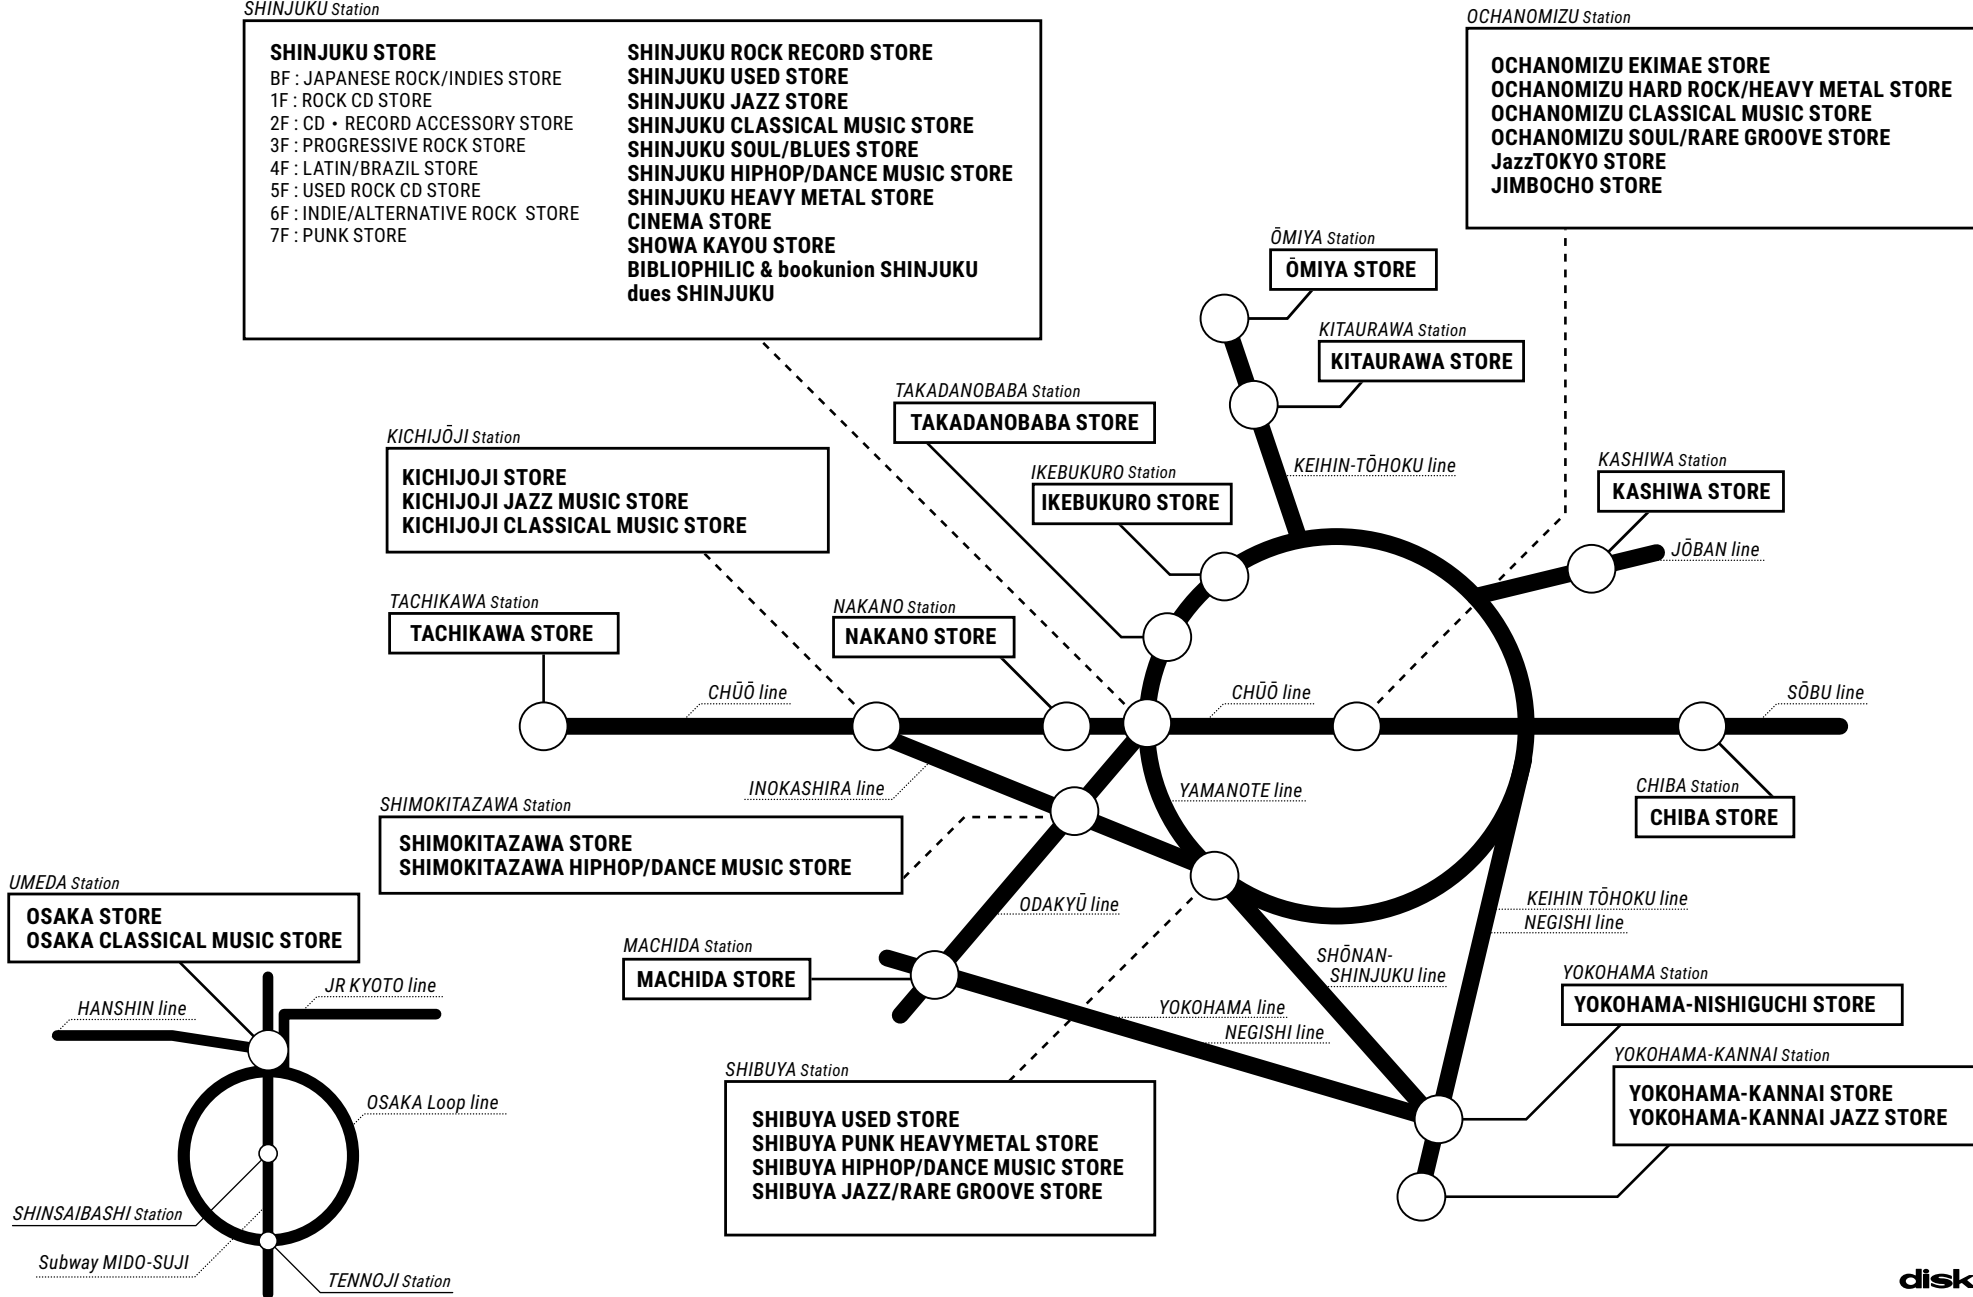 SHINJUKU Station
SHINJUKU STORE
BF : JAPANESE ROCK/INDIES STORE
1F : ROCK CD STORE
2F : CD・RECORD ACCESSORY STORE
3F : PROGRESSIVE ROCK STORE
4F : LATIN/BRAZIL STORE
5F : USED ROCK CD STORE
6F : INDIE/ALTERNATIVE ROCK STORE
7F : PUNK STORE
SHINJUKU ROCK RECORD STORE
SHINJUKU USED STORE
SHINJUKU JAZZ STORE
SHINJUKU CLASSICAL MUSIC STORE
SHINJUKU SOUL/BLUES STORE
SHINJUKU HIPHOP/DANCE MUSIC STORE
SHINJUKU HEAVY METAL STORE
CINEMA STORE
SHOWA KAYOU STORE
BIBLIOPHILIC & bookunion SHINJUKU
dues SHINJUKU
OCHANOMIZU Station
OCHANOMIZU EKIMAE STORE
OCHANOMIZU HARD ROCK/HEAVY METAL STORE
OCHANOMIZU CLASSICAL MUSIC STORE
OCHANOMIZU SOUL/RARE GROOVE STORE
JazzTOKYO STORE
JIMBOCHO STORE
ŌMIYA Station
ŌMIYA STORE
KITAURAWA Station
KITAURAWA STORE
TAKADANOBABA Station
TAKADANOBABA STORE
KICHIJŌJI Station
KICHIJOJI STORE
KICHIJOJI JAZZ MUSIC STORE
KICHIJOJI CLASSICAL MUSIC STORE
IKEBUKURO Station
IKEBUKURO STORE
KEIHIN-TŌHOKU line
KASHIWA Station
KASHIWA STORE
JŌBAN line
TACHIKAWA Station
TACHIKAWA STORE
NAKANO Station
NAKANO STORE
CHŪŌ line
CHŪŌ line
SŌBU line
INOKASHIRA line
YAMANOTE line
CHIBA Station
CHIBA STORE
SHIMOKITAZAWA Station
SHIMOKITAZAWA STORE
SHIMOKITAZAWA HIPHOP/DANCE MUSIC STORE
UMEDA Station
OSAKA STORE
OSAKA CLASSICAL MUSIC STORE
ODAKYŪ line
KEIHIN TŌHOKU line
NEGISHI line
MACHIDA Station
MACHIDA STORE
SHŌNAN-
SHINJUKU line
YOKOHAMA Station
YOKOHAMA-NISHIGUCHI STORE
JR KYOTO line
HANSHIN line
YOKOHAMA line
NEGISHI line
YOKOHAMA-KANNAI Station
YOKOHAMA-KANNAI STORE
YOKOHAMA-KANNAI JAZZ STORE
SHIBUYA Station
SHIBUYA USED STORE
SHIBUYA PUNK HEAVYMETAL STORE
SHIBUYA HIPHOP/DANCE MUSIC STORE
SHIBUYA JAZZ/RARE GROOVE STORE
OSAKA Loop line
SHINSAIBASHI Station
Subway MIDO-SUJI
TENNOJI Station
disk